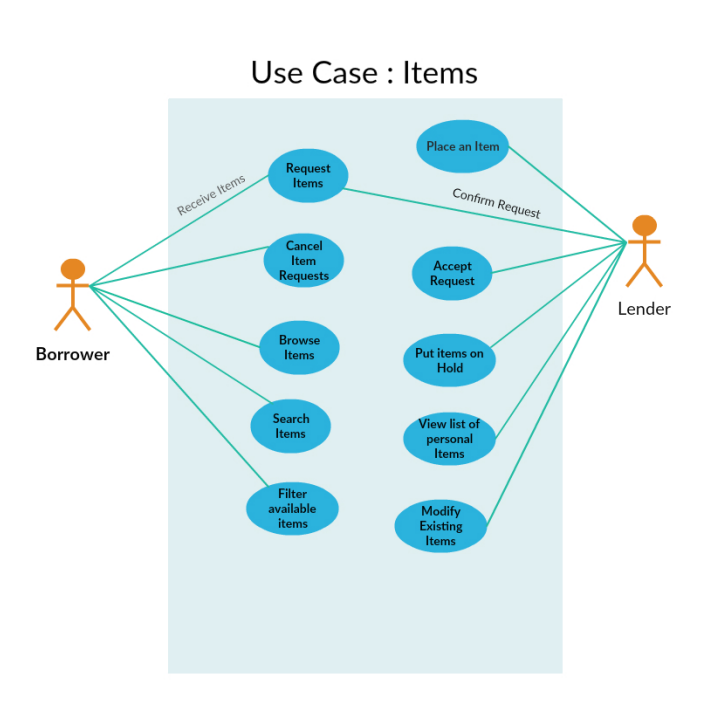 Use Case : Items
Place an Item
Request
Items
Receive Items
Confirm Request
Cancel
Item
Requests
Accept
Request
Lender
Borrower
Browse
Items
Put items on
Hold
Search
Items
View list of
personal
Items
Filter
available
items
Modify
Existing
Items